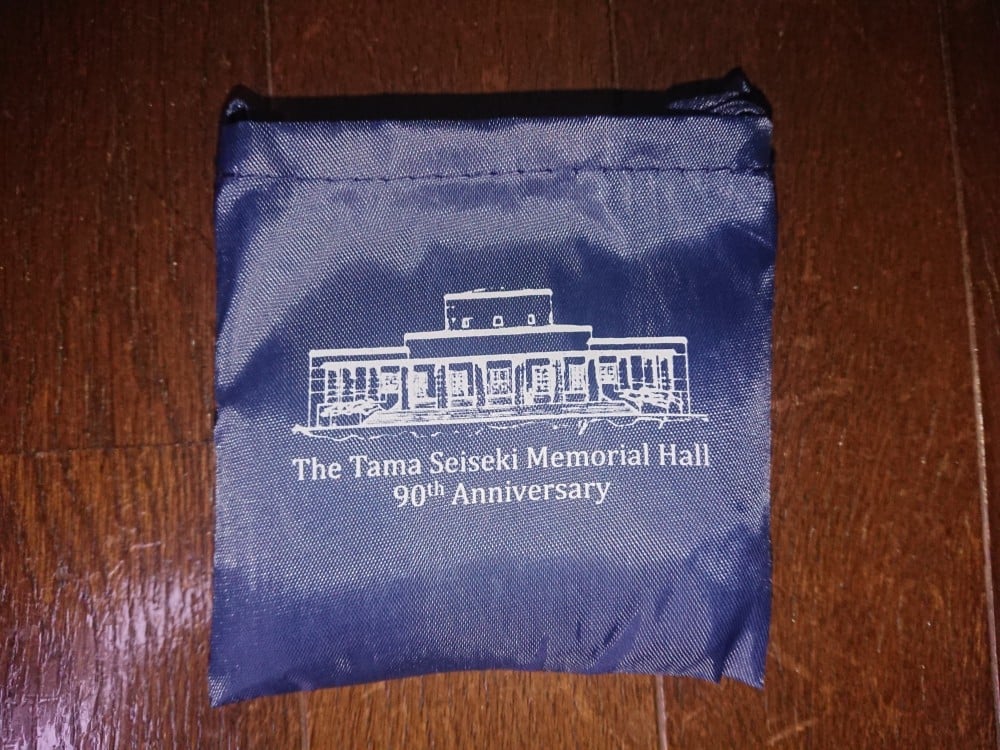 The Tama Seiseki Memorial Hall
90th Anniversary